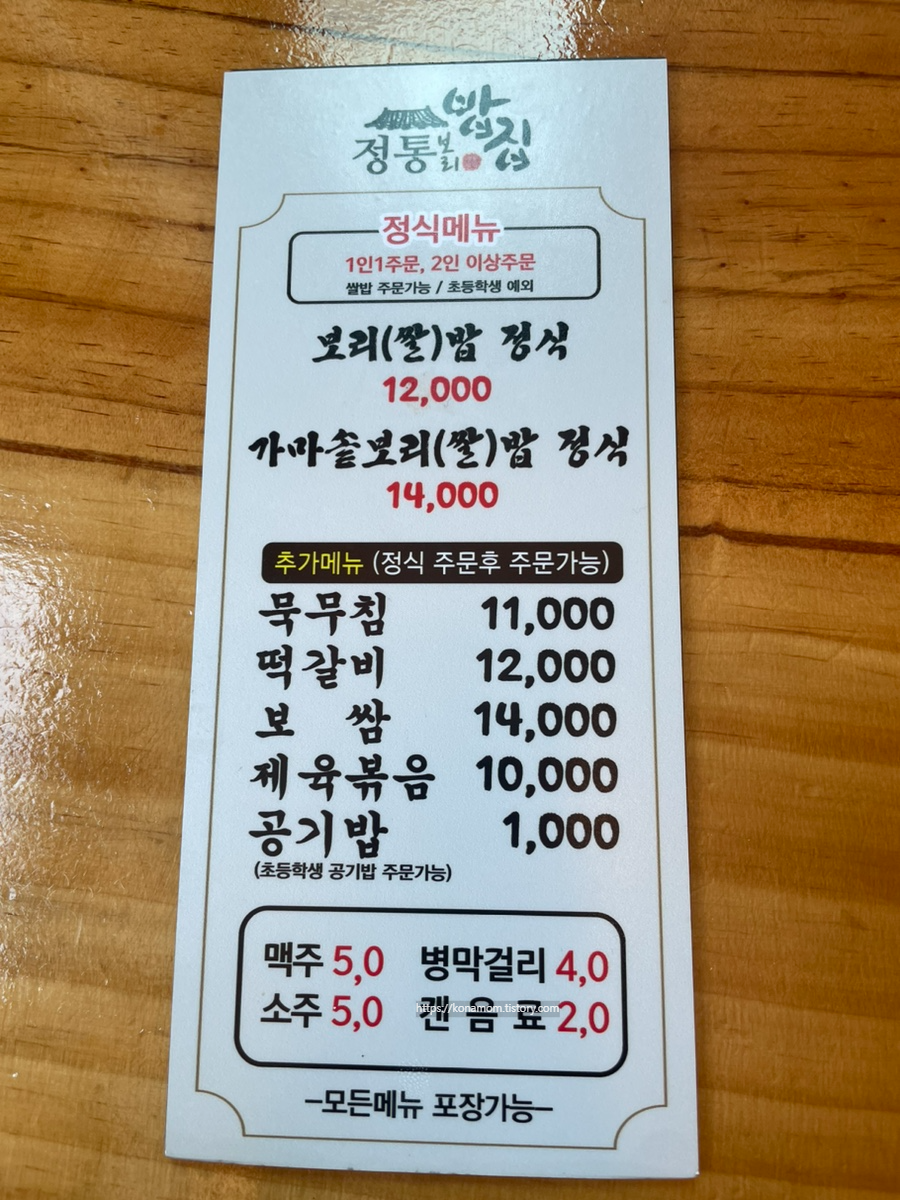 정통보리밥집
정식메뉴
1인1주문, 2인 이상주문
쌀밥 주문가능 / 초등학생 예외
보리(쌀)밥 정식
12,000
가마솥보리(쌀)밥 정식
14,000
추가메뉴 (정식 주문후 주문가능)
묵무침 11,000
떡갈비 12,000
보 쌈 14,000
제육볶음 10,000
공기밥 1,000
(초등학생 공기밥 주문가능)
맥주 5,0 병막걸리 4,0
소주 5,0 캔 음 료 2,0
https://konamom.tistory.com
-모든메뉴 포장가능-